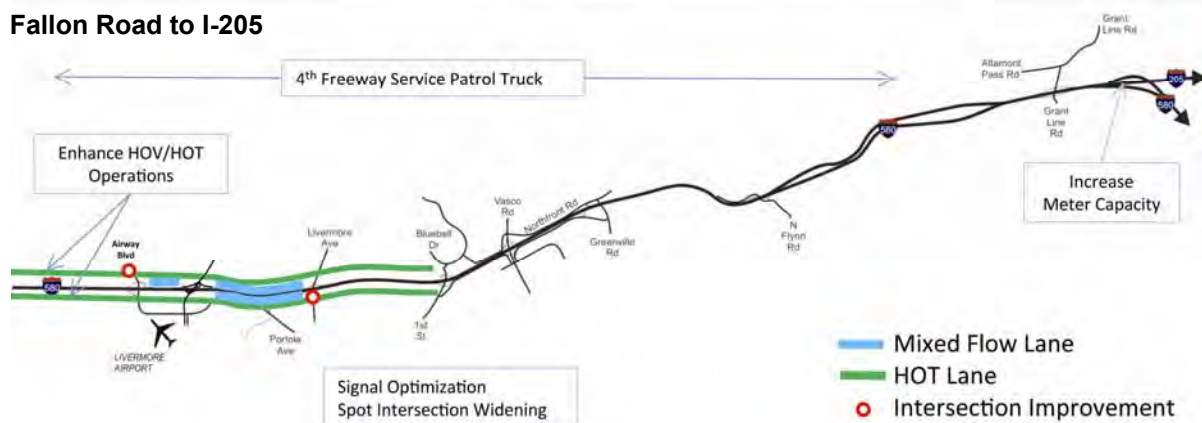 Fallon Road to I-205
Grant
Line Rd
Altamont
Pass Rd
4th Freeway Service Patrol Truck
205
580
Grant
Line
Rd
580
Enhance HOV/HOT
Operations
Increase
Meter Capacity
Vasco
Rd
Northfront Rd
Livermore
Ave
Bluebell
Dr
Greenville
Rd
N
Flynn
Rd
Airway
Blvd
580
1st
St
Portola
Ave
LIVERMORE
AIRPORT
Mixed Flow Lane
HOT Lane
Intersection Improvement
Signal Optimization
Spot Intersection Widening